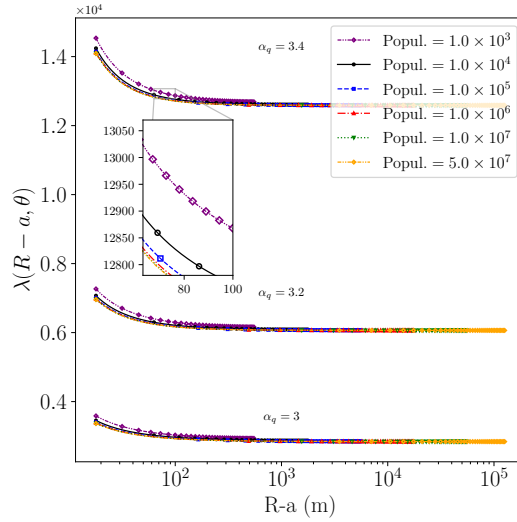 ×10⁴
1.4
1.2
1.0
0.8
0.6
0.4
λ(R − a, θ)
α_q = 3.4
α_q = 3.2
α_q = 3
Popul. = 1.0 × 10³
Popul. = 1.0 × 10⁴
Popul. = 1.0 × 10⁵
Popul. = 1.0 × 10⁶
Popul. = 1.0 × 10⁷
Popul. = 5.0 × 10⁷
13050
13000
12950
12900
12850
12800
80
100
10²
10³
10⁴
10⁵
R-a (m)